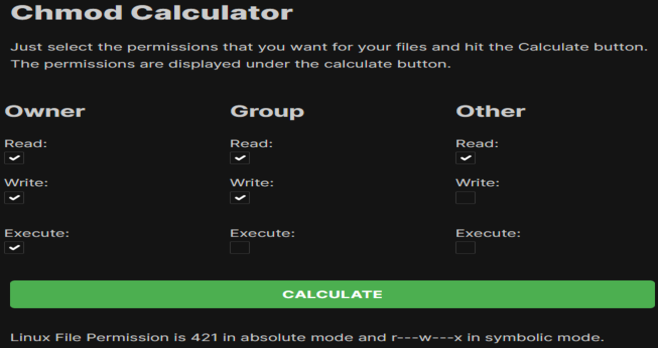 Chmod Calculator
Just select the permissions that you want for your files and hit the Calculate button.
The permissions are displayed under the calculate button.
Owner Group Other
Read: Read: Read:
Write: Write: Write:
Execute: Execute: Execute:
CALCULATE
Linux File Permission is 421 in absolute mode and r---w---x in symbolic mode.